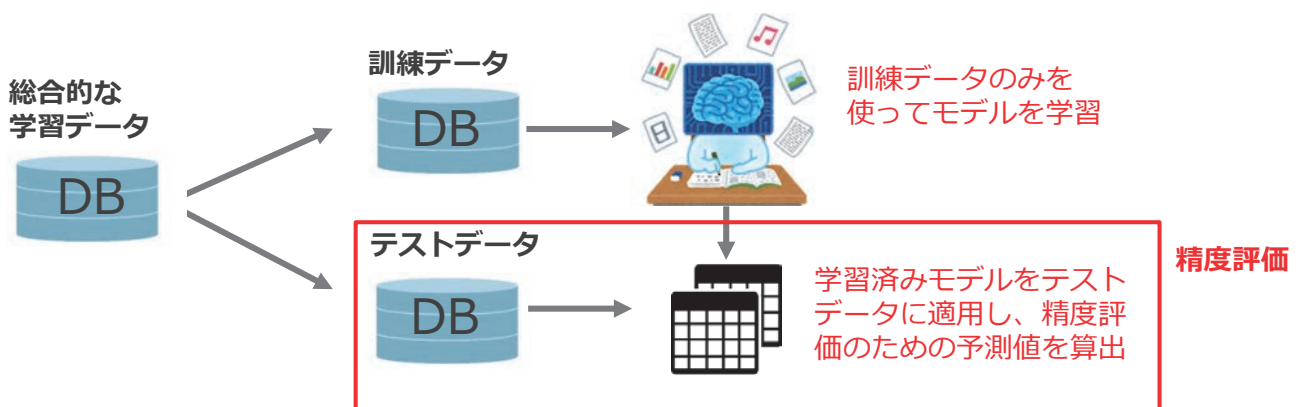 総合的な
学習データ
DB
訓練データ
DB
訓練データのみを
使ってモデルを学習
テストデータ
DB
学習済みモデルをテスト
データに適用し、精度評
価のための予測値を算出
精度評価